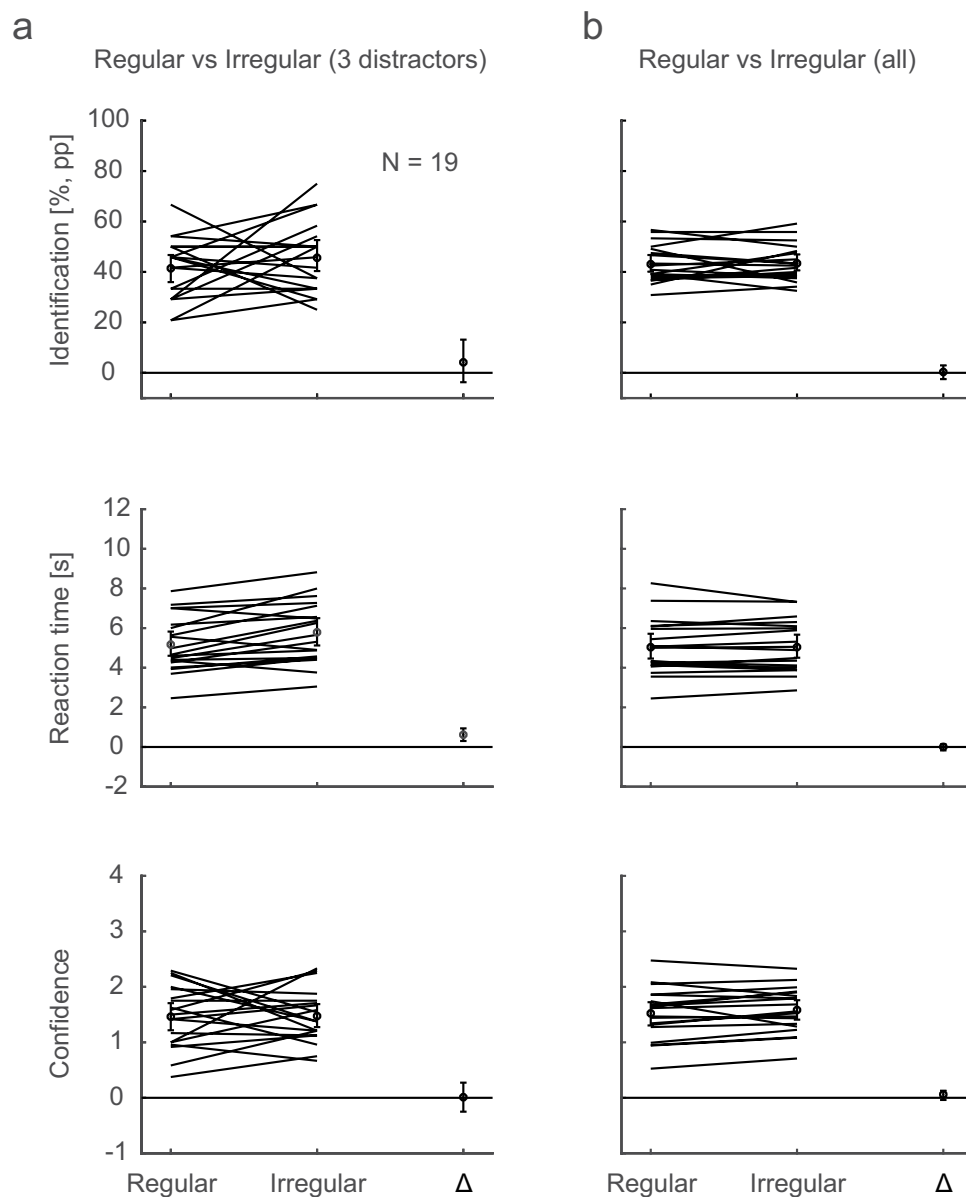 a
b
Regular vs Irregular (3 distractors)
Regular vs Irregular (all)
Identification [%, pp]
100
80
60
40
20
0
N = 19
Reaction time [s]
12
10
8
6
4
2
0
-2
Confidence
4
3
2
1
0
-1
Regular Irregular Δ
Regular Irregular Δ